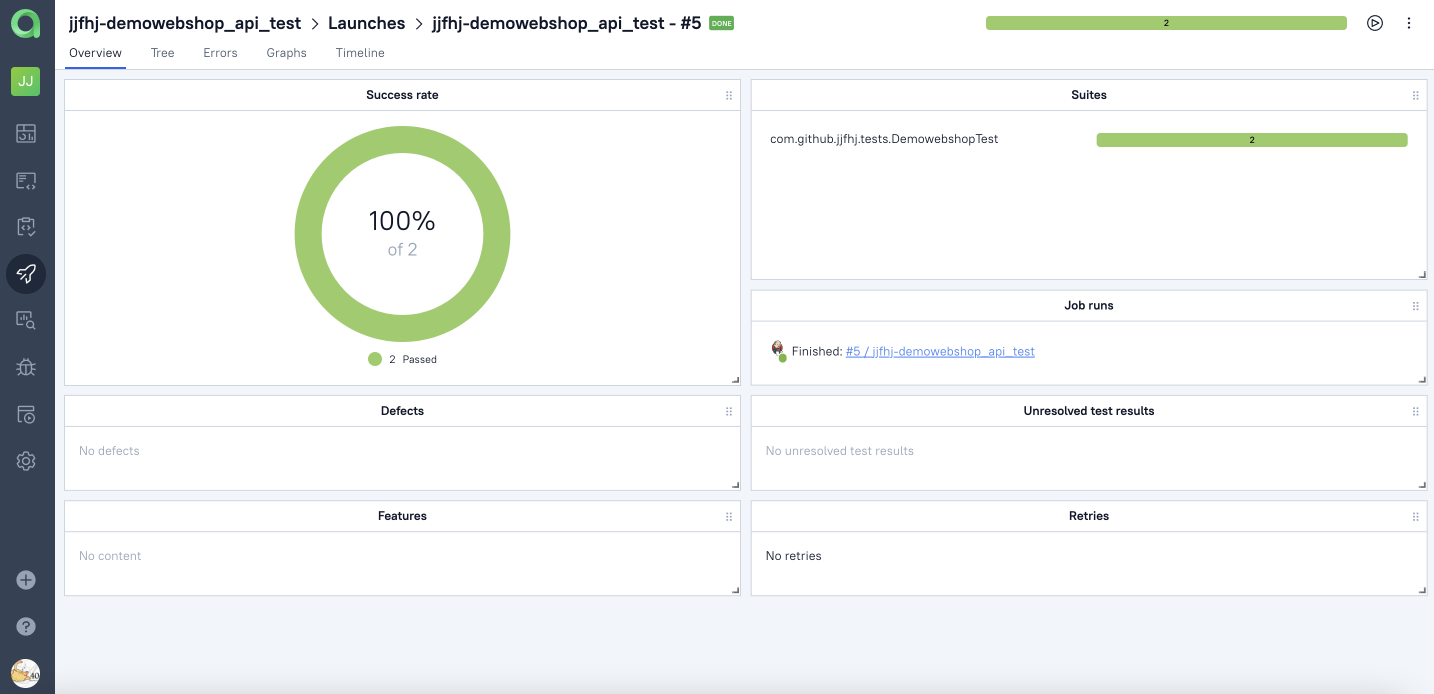 jjfhj-demowebshop_api_test > Launches > jjfhj-demowebshop_api_test - #5 DONE
2
Overview Tree Errors Graphs Timeline
JJ
Success rate
100%
of 2
2 Passed
Suites
com.github.jjfhj.tests.DemowebshopTest 2
Job runs
Finished: #5 / jjfhj-demowebshop_api_test
Defects
No defects
Unresolved test results
No unresolved test results
Features
No content
Retries
No retries